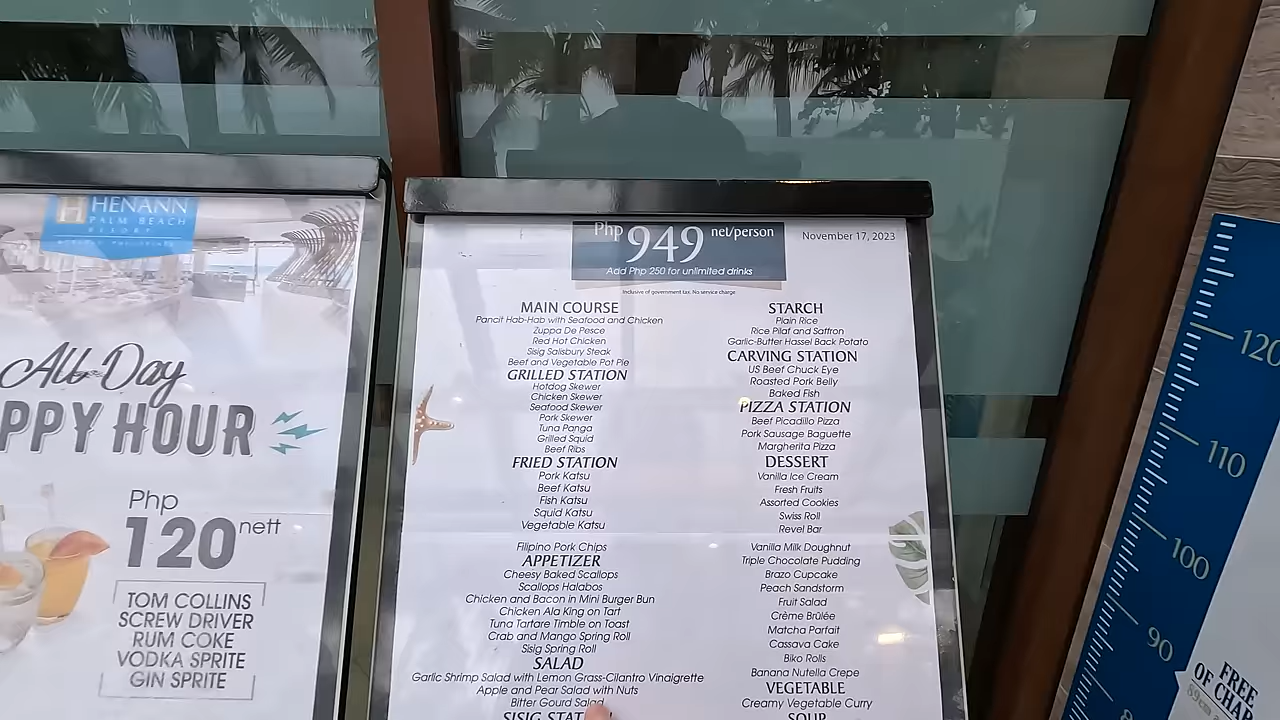 HENANN
PALM BEACH
RESORT
All Day
PPY HOUR
Php
120 nett
TOM COLLINS
SCREW DRIVER
RUM COKE
VODKA SPRITE
GIN SPRITE
Php 949 net/person
Add Php 250 for unlimited drinks
Inclusive of government tax. No service charge
November 17, 2023
MAIN COURSE
Pancit Hab-Hab with Seafood and Chicken
Zuppa De Pesce
Red Hot Chicken
Sisig Salisbury Steak
Beef and Vegetable Pot Pie
GRILLED STATION
Hotdog Skewer
Chicken Skewer
Seafood Skewer
Pork Skewer
Tuna Panga
Grilled Squid
Beef Ribs
FRIED STATION
Pork Katsu
Beef Katsu
Fish Katsu
Squid Katsu
Vegetable Katsu
Filipino Pork Chips
APPETIZER
Cheesy Baked Scallops
Scallops Halabos
Chicken and Bacon in Mini Burger Bun
Chicken Ala King on Tart
Tuna Tartare Timble on Toast
Crab and Mango Spring Roll
Sisig Spring Roll
SALAD
Garlic Shrimp Salad with Lemon Grass-Cilantro Vinaigrette
Apple and Pear Salad with Nuts
Bitter Gourd Salad
SISIG STATI
STARCH
Plain Rice
Rice Pilaf and Saffron
Garlic-Butter Hassel Back Potato
CARVING STATION
US Beef Chuck Eye
Roasted Pork Belly
Baked Fish
PIZZA STATION
Beef Picadillo Pizza
Pork Sausage Baguette
Margherita Pizza
DESSERT
Vanilla Ice Cream
Fresh Fruits
Assorted Cookies
Swiss Roll
Revel Bar
Vanilla Milk Doughnut
Triple Chocolate Pudding
Brazo Cupcake
Peach Sandstorm
Fruit Salad
Crème Brûlée
Matcha Parfait
Cassava Cake
Biko Rolls
Banana Nutella Crepe
VEGETABLE
Creamy Vegetable Curry
SOUP
120
110
100
90
FREE
OF CHAR